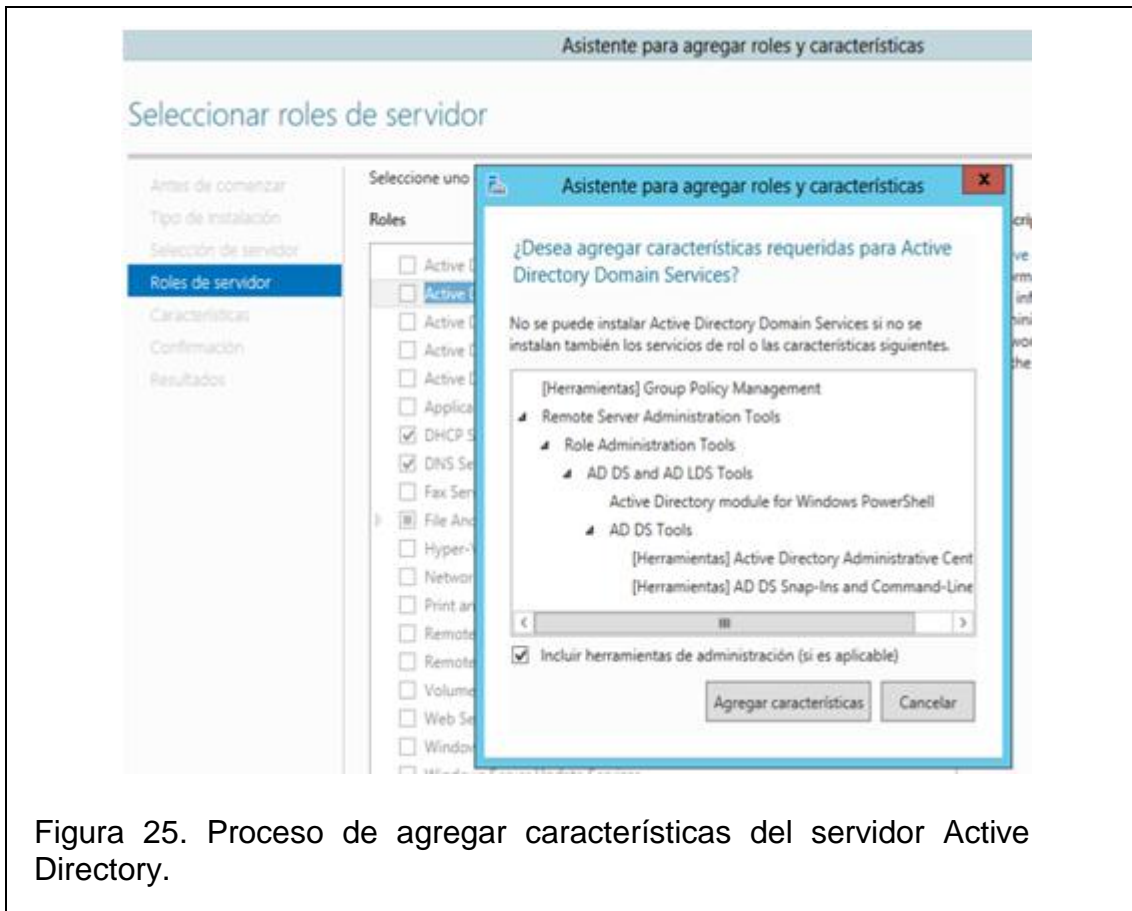 Asistente para agregar roles y características
Seleccionar roles de servidor
Antes de comenzar
Tipo de instalación
Selección de servidor
Roles de servidor
Características
Confirmación
Resultados
Seleccione uno
Roles
Active D
Active
Active D
Active D
Active D
Applica
DHCP S
DNS Se
Fax Ser
File And
Hyper-V
Networ
Print an
Remote
Remote
Volume
Web Se
Window
Windows Server Update Services
Asistente para agregar roles y características
x
¿Desea agregar características requeridas para Active
Directory Domain Services?
No se puede instalar Active Directory Domain Services si no se
instalan también los servicios de rol o las características siguientes.
[Herramientas] Group Policy Management
Remote Server Administration Tools
Role Administration Tools
AD DS and AD LDS Tools
Active Directory module for Windows PowerShell
AD DS Tools
[Herramientas] Active Directory Administrative Cent
[Herramientas] AD DS Snap-Ins and Command-Line
Incluir herramientas de administración (si es aplicable)
Agregar características
Cancelar
Figura 25. Proceso de agregar características del servidor Active
Directory.